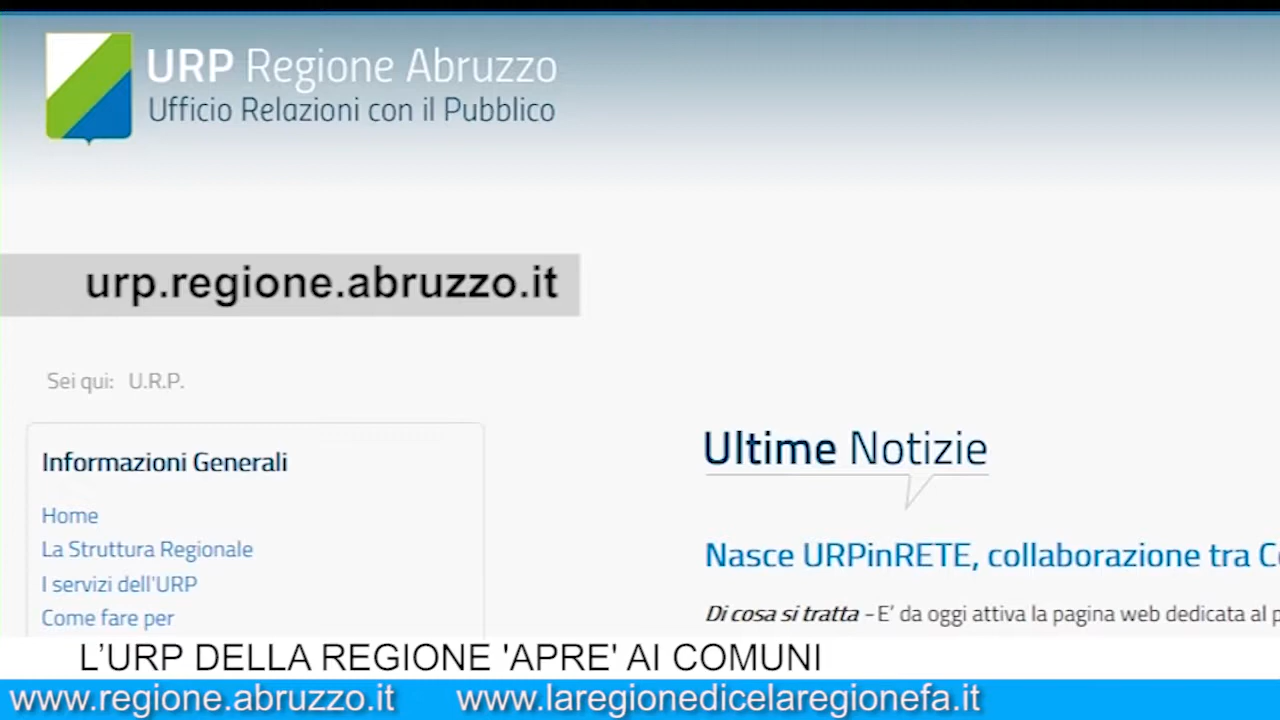 URP Regione Abruzzo
Ufficio Relazioni con il Pubblico
urp.regione.abruzzo.it
Sei qui: U.R.P.
Informazioni Generali
Home
La Struttura Regionale
I servizi dell'URP
Come fare per
Ultime Notizie
Nasce URPinRETE, collaborazione tra
Di cosa si tratta - E' da oggi attiva la pagina web dedicata al
L’URP DELLA REGIONE 'APRE' AI COMUNI
www.regione.abruzzo.it www.laregionedicelaregionefa.it